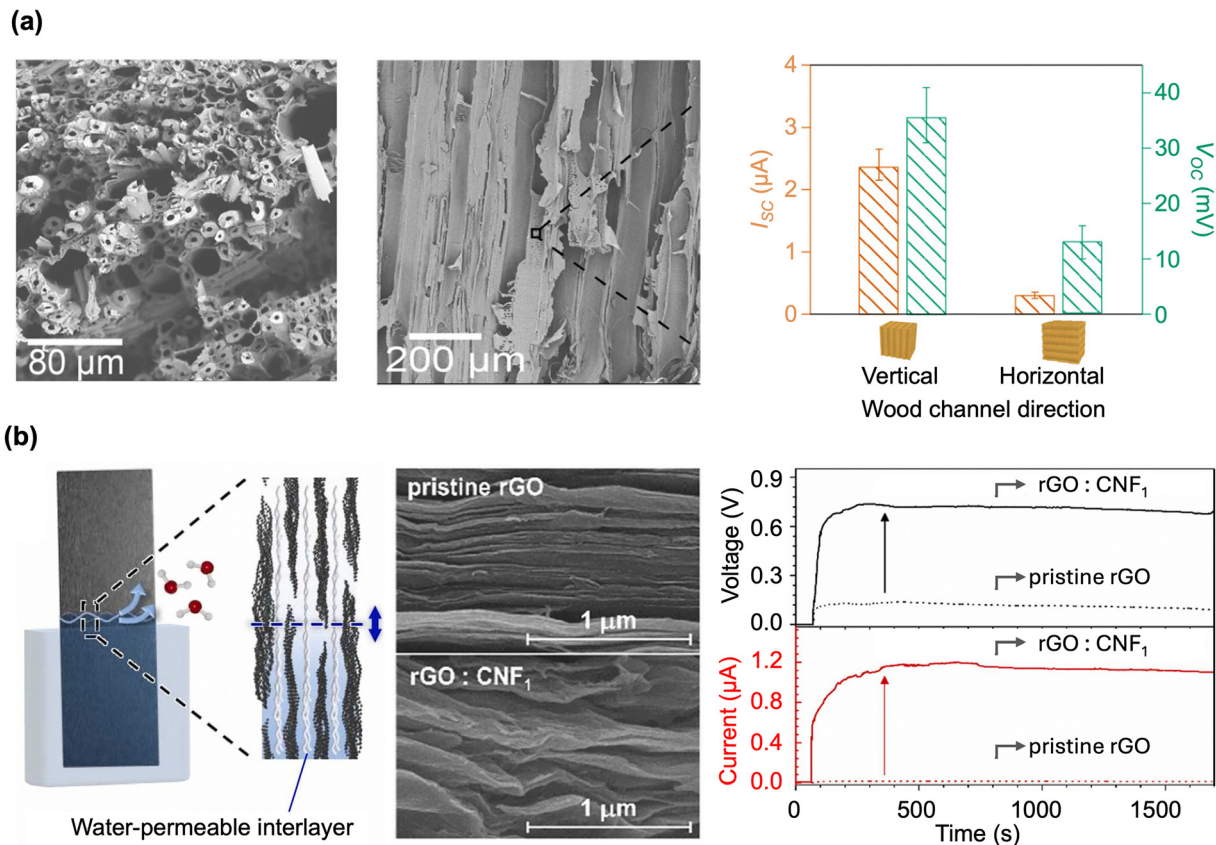 (a)
80 μm
200 μm
4
3
2
1
0
I_SC (μA)
40
30
20
10
0
V_OC (mV)
Vertical
Horizontal
Wood channel direction
(b)
Water-permeable interlayer
pristine rGO
1 μm
rGO : CNF₁
1 μm
0.9
0.6
0.3
0.0
Voltage (V)
rGO : CNF₁
pristine rGO
1.2
0.8
0.4
0.0
Current (μA)
rGO : CNF₁
pristine rGO
0
500
1000
1500
Time (s)